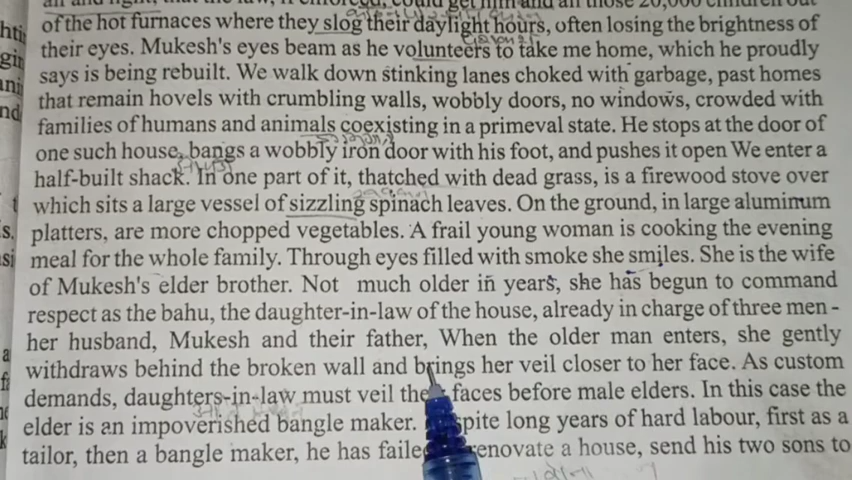 of the hot furnaces where they slog their daylight hours, often losing the brightness of
their eyes. Mukesh's eyes beam as he volunteers to take me home, which he proudly
says is being rebuilt. We walk down stinking lanes choked with garbage, past homes
that remain hovels with crumbling walls, wobbly doors, no windows, crowded with
families of humans and animals coexisting in a primeval state. He stops at the door of
one such house, bangs a wobbly iron door with his foot, and pushes it open We enter a
half-built shack. In one part of it, thatched with dead grass, is a firewood stove over
which sits a large vessel of sizzling spinach leaves. On the ground, in large aluminum
platters, are more chopped vegetables. A frail young woman is cooking the evening
meal for the whole family. Through eyes filled with smoke she smiles. She is the wife
of Mukesh's elder brother. Not much older in years, she has begun to command
respect as the bahu, the daughter-in-law of the house, already in charge of three men -
her husband, Mukesh and their father, When the older man enters, she gently
withdraws behind the broken wall and brings her veil closer to her face. As custom
demands, daughters-in-law must veil faces before male elders. In this case the
elder is an impoverished bangle maker. long years of hard labour, first as a
tailor, then a bangle maker, he has renovate a house, send his two sons to